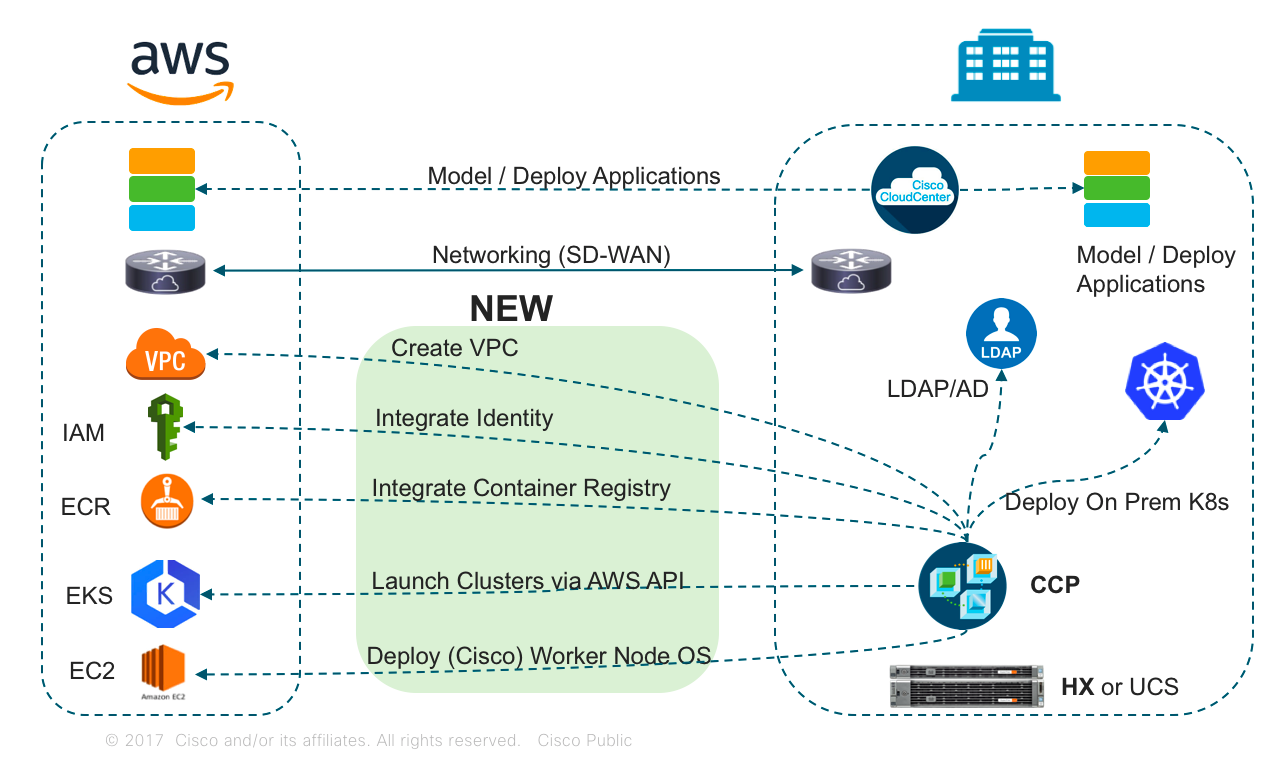 aws
Model / Deploy Applications
Cisco
CloudCenter
Model / Deploy
Applications
Networking (SD-WAN)
NEW
VPC
Create VPC
LDAP
LDAP/AD
IAM
Integrate Identity
ECR
Integrate Container Registry
Deploy On Prem K8s
EKS
K
Launch Clusters via AWS API
CCP
EC2
Amazon EC2
Deploy (Cisco) Worker Node OS
HX or UCS
© 2017 Cisco and/or its affiliates. All rights reserved. Cisco Public